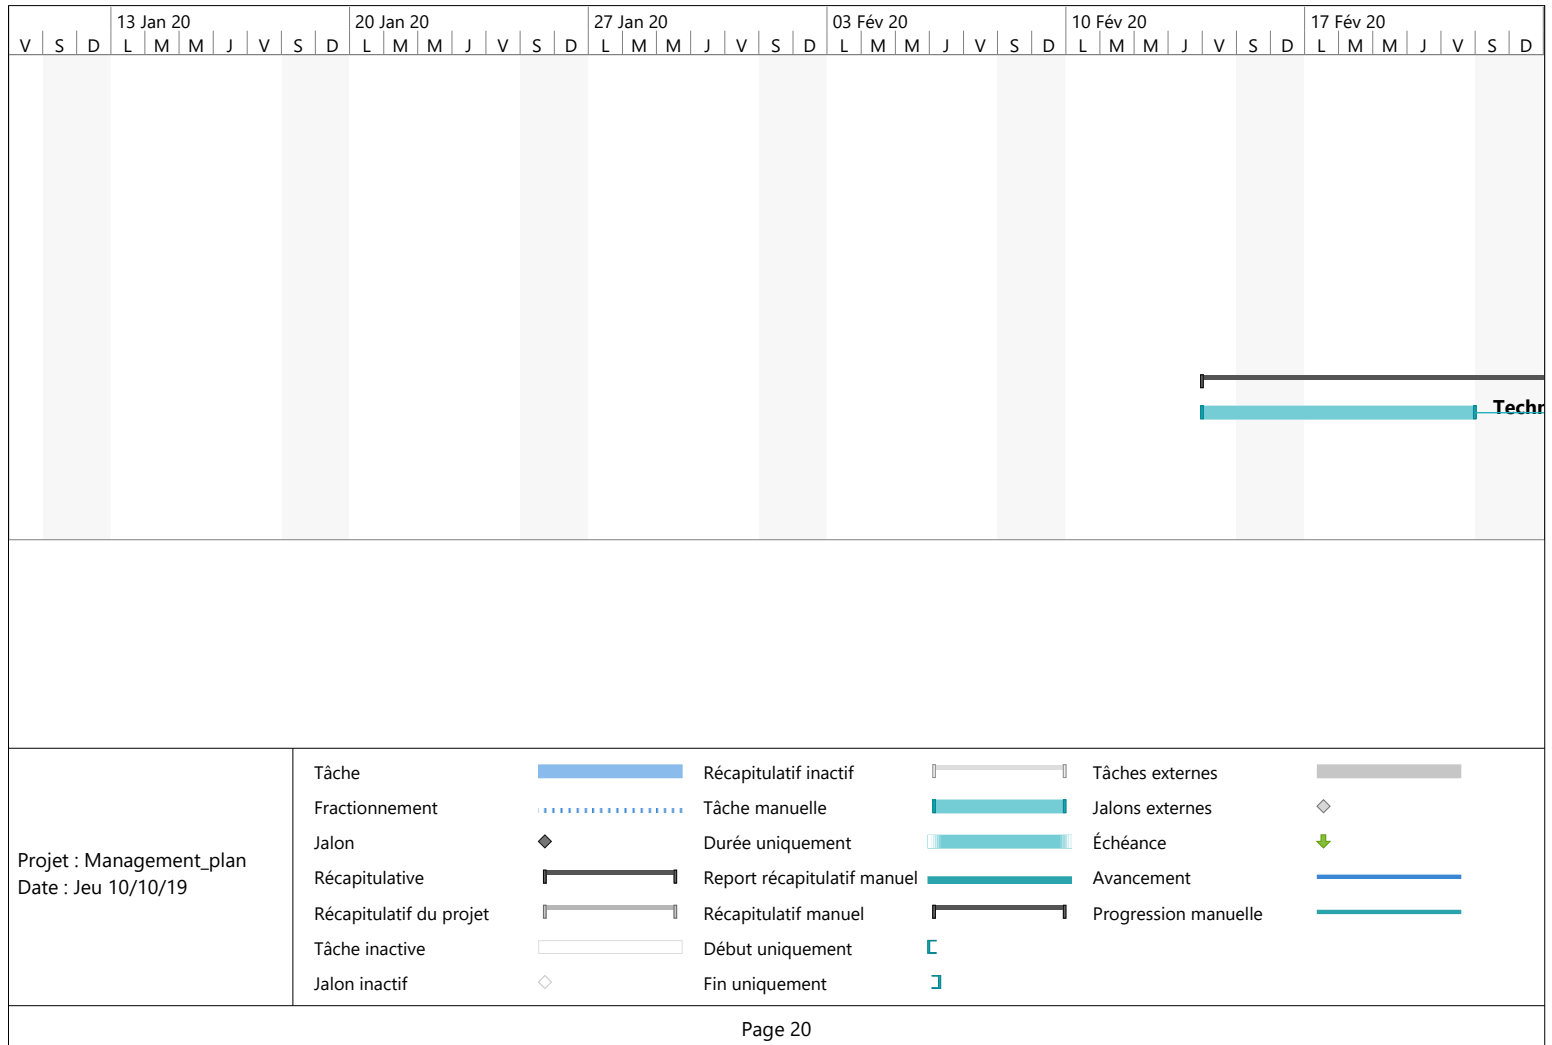 13 Jan 20 20 Jan 20 27 Jan 20 03 Fév 20 10 Fév 20 17 Fév 20
V S D L M M J V S D L M M J V S D L M M J V S D L M M J V S D L M M J V S D L M M J V S D
Techn
Projet : Management_plan
Date : Jeu 10/10/19
Tâche
Fractionnement
Jalon
Récapitulative
Récapitulatif du projet
Tâche inactive
Jalon inactif
Récapitulatif inactif
Tâche manuelle
Durée uniquement
Report récapitulatif manuel
Récapitulatif manuel
Début uniquement
Fin uniquement
Tâches externes
Jalons externes
Échéance
Avancement
Progression manuelle
Page 20